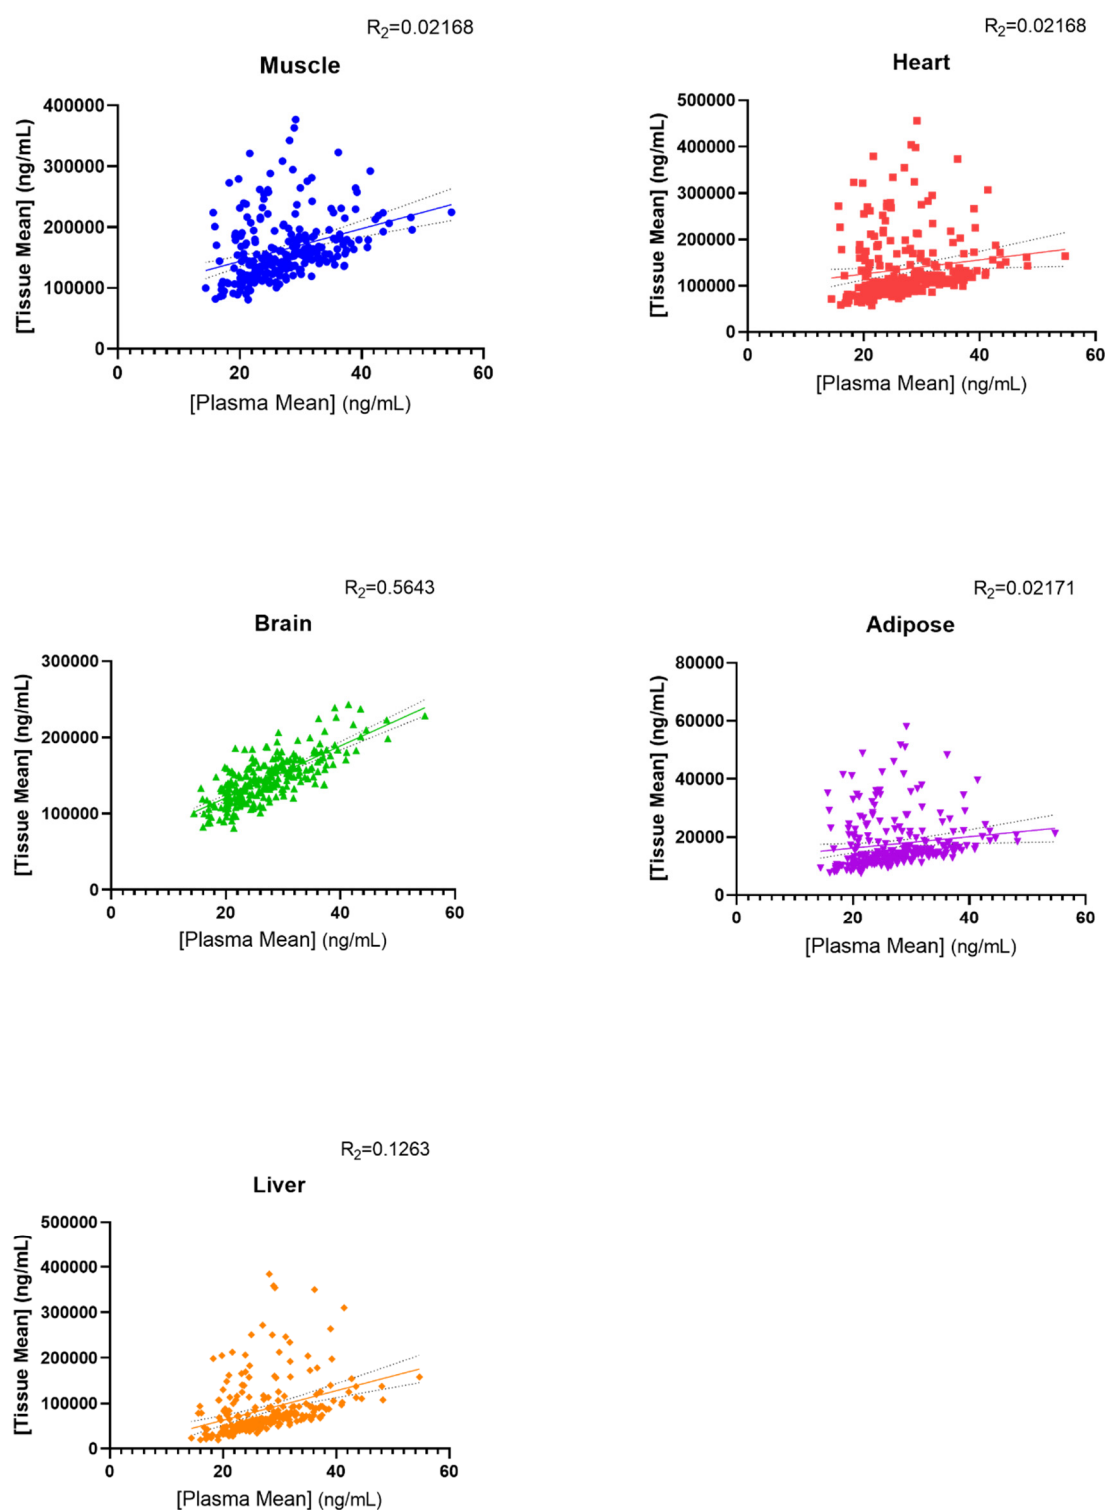 R₂=0.02168
Muscle
[Tissue Mean] (ng/mL)
400000
300000
200000
100000
0
0 20 40 60
[Plasma Mean] (ng/mL)
R₂=0.02168
Heart
[Tissue Mean] (ng/mL)
500000
400000
300000
200000
100000
0
0 20 40 60
[Plasma Mean] (ng/mL)
R₂=0.5643
Brain
[Tissue Mean] (ng/mL)
300000
200000
100000
0
0 20 40 60
[Plasma Mean] (ng/mL)
R₂=0.02171
Adipose
[Tissue Mean] (ng/mL)
80000
60000
40000
20000
0
0 20 40 60
[Plasma Mean] (ng/mL)
R₂=0.1263
Liver
[Tissue Mean] (ng/mL)
500000
400000
300000
200000
100000
0
0 20 40 60
[Plasma Mean] (ng/mL)